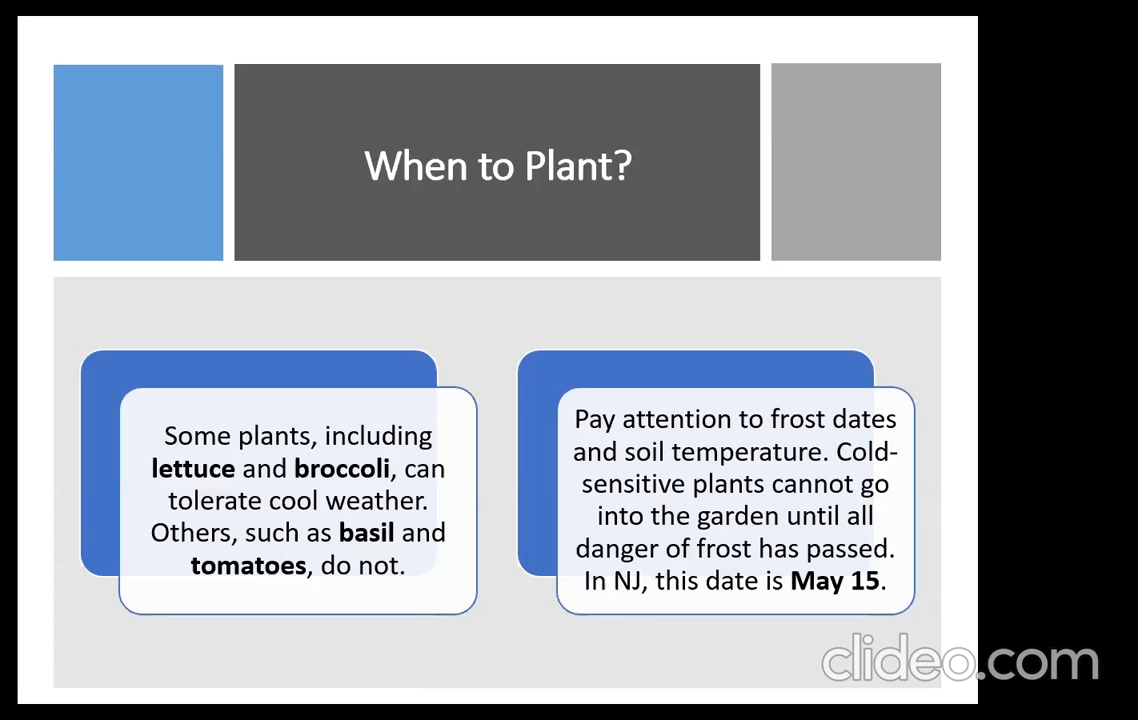 When to Plant?
Some plants, including
lettuce and broccoli, can
tolerate cool weather.
Others, such as basil and
tomatoes, do not.
Pay attention to frost dates
and soil temperature. Cold-
sensitive plants cannot go
into the garden until all
danger of frost has passed.
In NJ, this date is May 15.
clideo.com